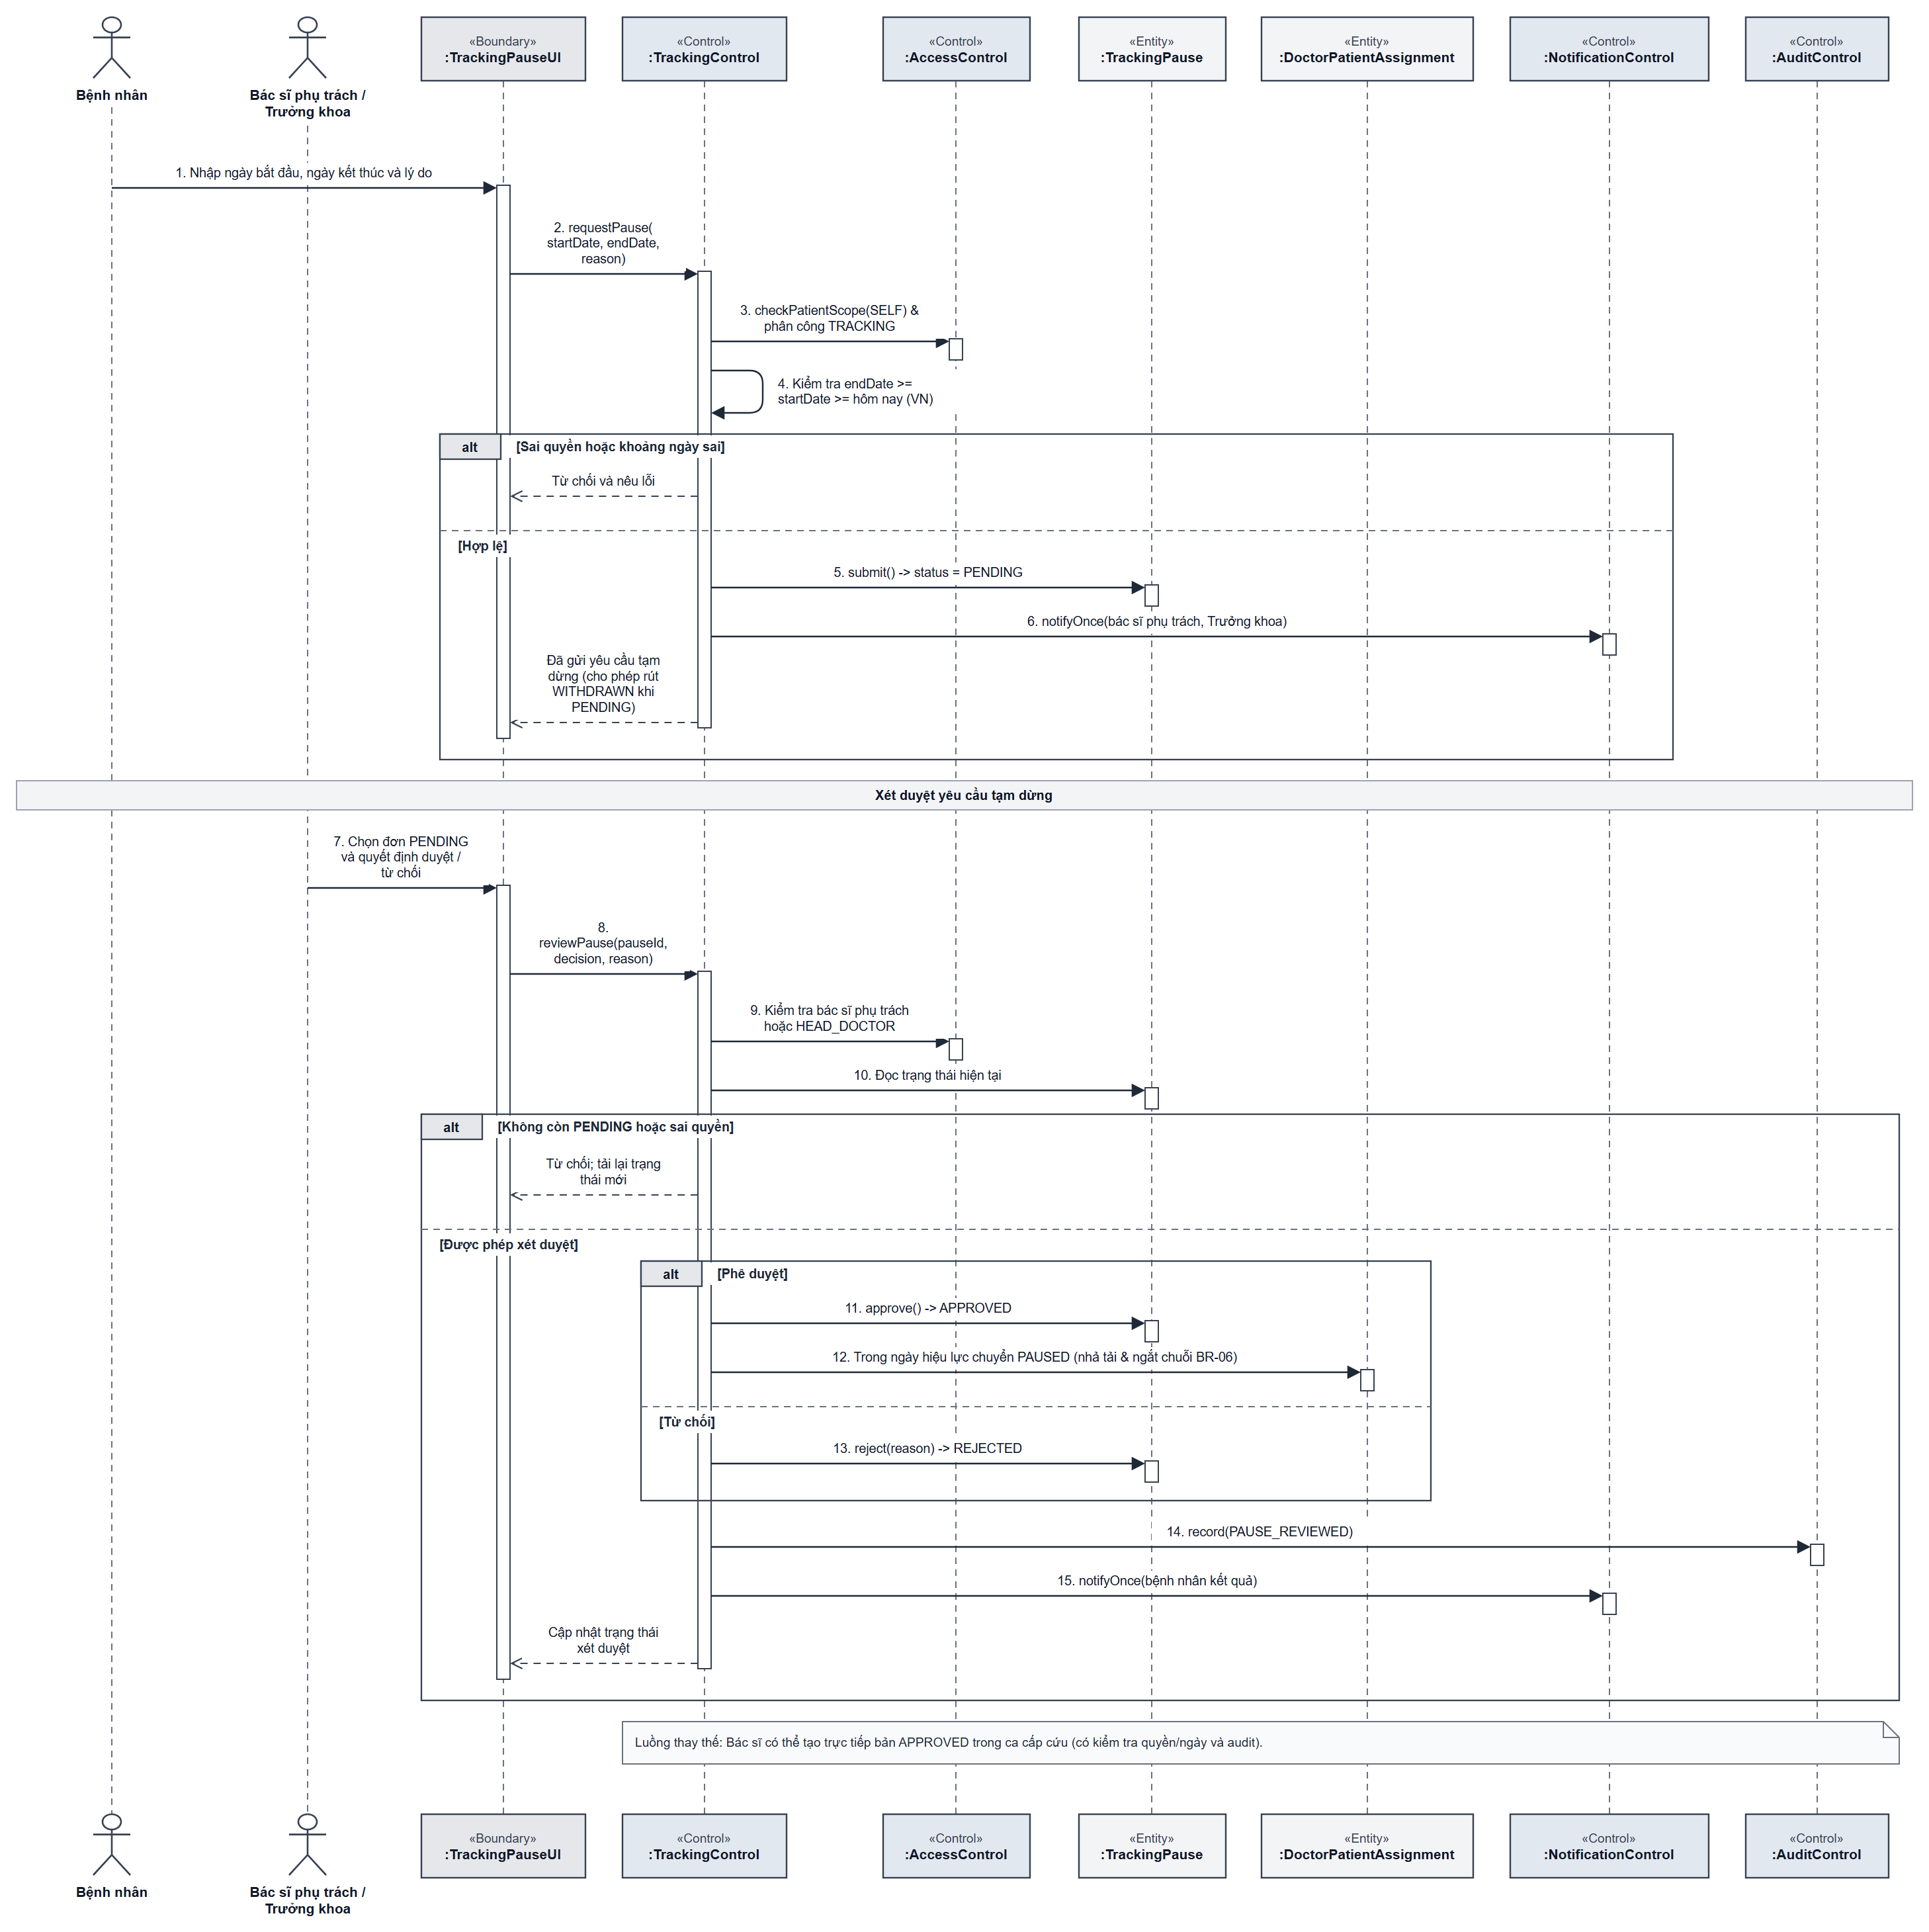 Bệnh nhân
Bác sĩ phụ trách /
Trưởng khoa
«Boundary»
:TrackingPauseUI
«Control»
:TrackingControl
«Control»
:AccessControl
«Entity»
:TrackingPause
«Entity»
:DoctorPatientAssignment
«Control»
:NotificationControl
«Control»
:AuditControl
1. Nhập ngày bắt đầu, ngày kết thúc và lý do
2. requestPause(
startDate, endDate,
reason)
3. checkPatientScope(SELF) &
phân công TRACKING
4. Kiểm tra endDate >=
startDate >= hôm nay (VN)
alt
[Sai quyền hoặc khoảng ngày sai]
Từ chối và nêu lỗi
[Hợp lệ]
5. submit() -> status = PENDING
6. notifyOnce(bác sĩ phụ trách, Trưởng khoa)
Đã gửi yêu cầu tạm
dừng (cho phép rút
WITHDRAWN khi
PENDING)
Xét duyệt yêu cầu tạm dừng
7. Chọn đơn PENDING
và quyết định duyệt /
từ chối
8.
reviewPause(pauseId,
decision, reason)
9. Kiểm tra bác sĩ phụ trách
hoặc HEAD_DOCTOR
10. Đọc trạng thái hiện tại
alt
[Không còn PENDING hoặc sai quyền]
Từ chối; tải lại trạng
thái mới
[Được phép xét duyệt]
alt
[Phê duyệt]
11. approve() -> APPROVED
12. Trong ngày hiệu lực chuyển PAUSED (nhả tải & ngắt chuỗi BR-06)
[Từ chối]
13. reject(reason) -> REJECTED
14. record(PAUSE_REVIEWED)
15. notifyOnce(bệnh nhân kết quả)
Cập nhật trạng thái
xét duyệt
Luồng thay thế: Bác sĩ có thể tạo trực tiếp bản APPROVED trong ca cấp cứu (có kiểm tra quyền/ngày và audit).
Bệnh nhân
Bác sĩ phụ trách /
Trưởng khoa
«Boundary»
:TrackingPauseUI
«Control»
:TrackingControl
«Control»
:AccessControl
«Entity»
:TrackingPause
«Entity»
:DoctorPatientAssignment
«Control»
:NotificationControl
«Control»
:AuditControl